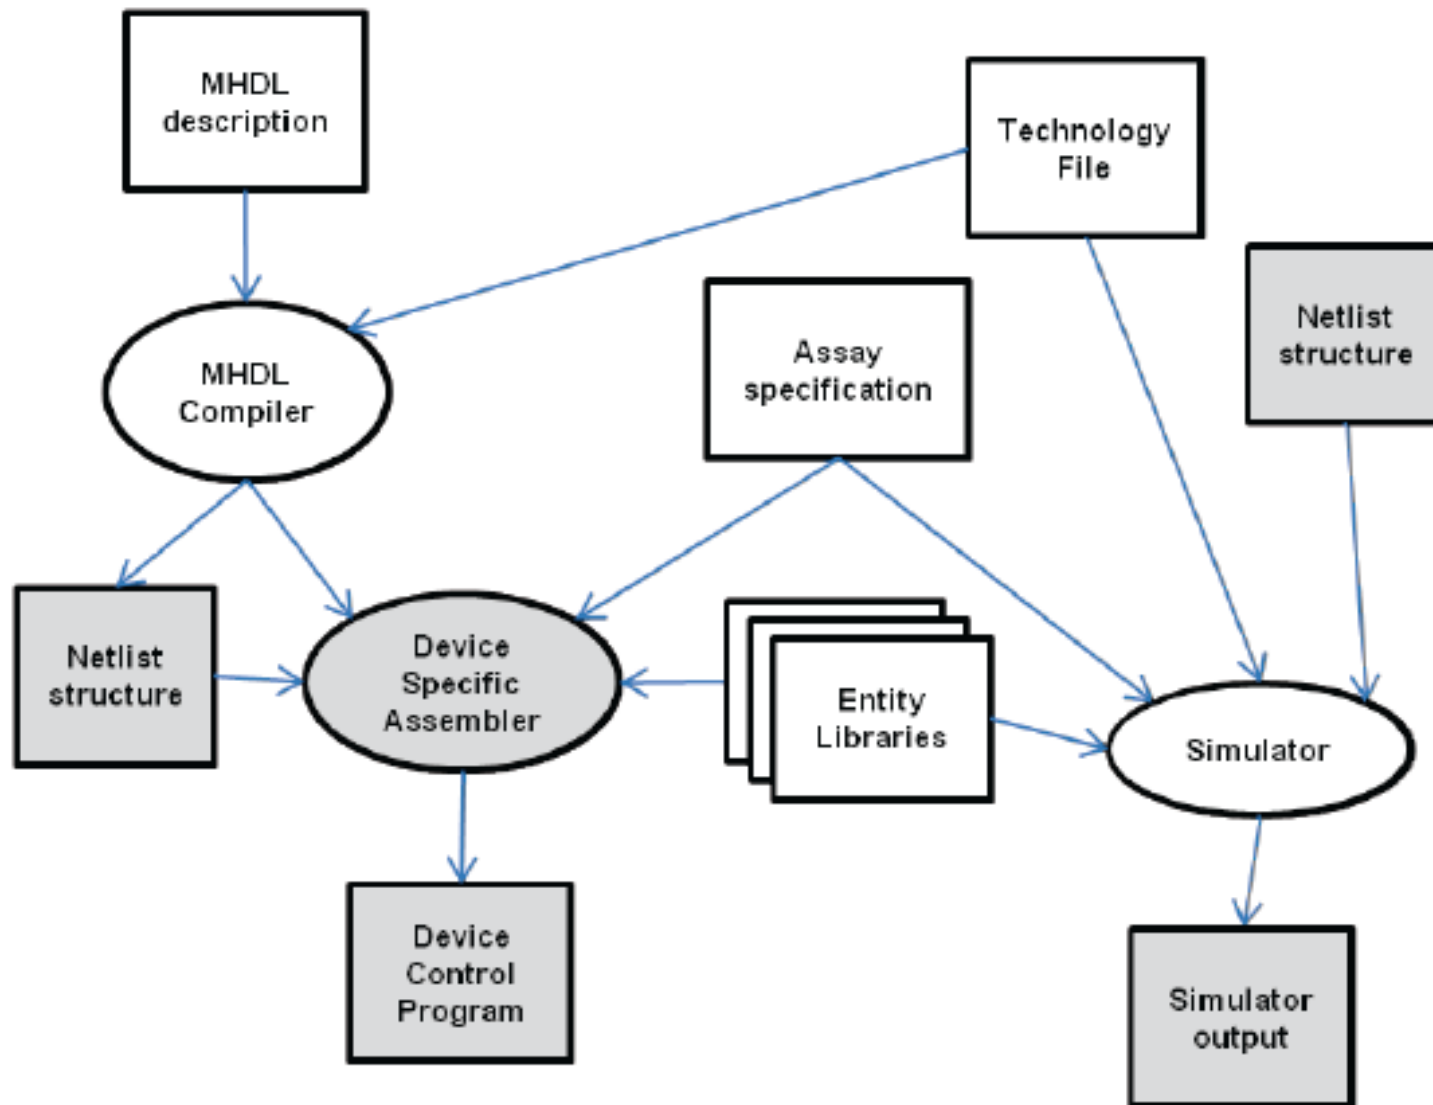 MHDL
description
Technology
File
Netlist
structure
Assay
specification
MHDL
Compiler
Netlist
structure
Device
Specific
Assembler
Entity
Libraries
Simulator
Device
Control
Program
Simulator
output